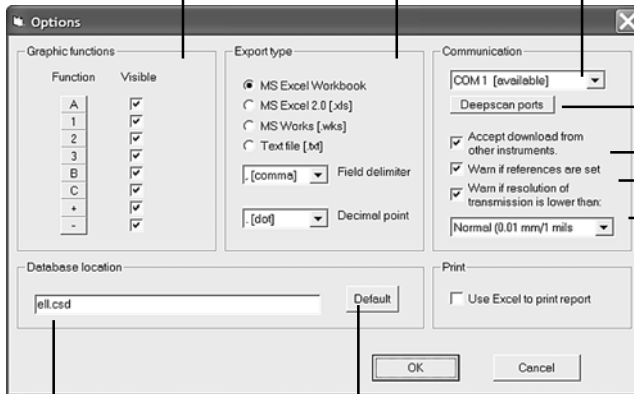 Options
Graphic functions
Function Visible
A
1
2
3
B
C
+
-
Export type
MS Excel Workbook
MS Excel 2.0 [.xls]
MS Works [.wks]
Text file [.txt]
, [comma] Field delimiter
. [dot] Decimal point
Communication
COM 1 [available]
Deepscan ports
Accept download from
other instruments.
Warn if references are set
Warn if resolution of
transmission is lower than:
Normal (0.01 mm/1 mils
Database location
ell.csd
Default
Print
Use Excel to print report
OK Cancel